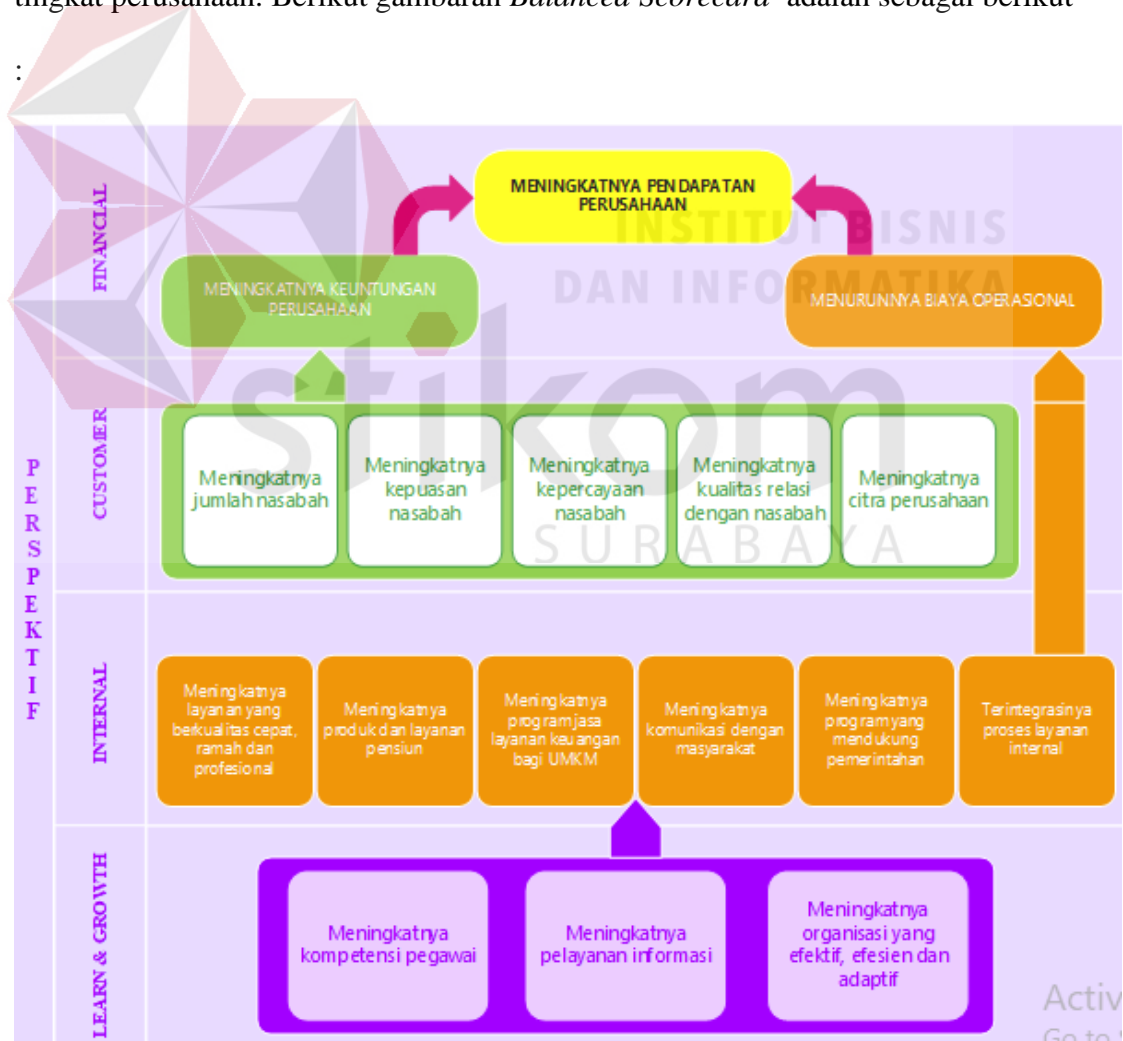 tingkat perusahaan. Berikut gambaran Balanced Scorecard adalah sebagai berikut
:
PERSPEKTIF
FINANCIAL
MENINGKATNYA PENDAPATAN
PERUSAHAAN
MENINGKATNYA KEUNTUNGAN
PERUSAHAAN
MENURUNNYA BIAYA OPERASIONAL
INSTITUT BISNIS
DAN INFORMATIKA
stikom
SURABAYA
CUSTOMER
Meningkatnya
jumlah nasabah
Meningkatnya
kepuasan
nasabah
Meningkatnya
kepercayaan
nasabah
Meningkatnya
kualitas relasi
dengan nasabah
Meningkatnya
citra perusahaan
INTERNAL
Meningkatnya
layanan yang
berkualitas cepat,
ramah dan
profesional
Meningkatnya
produk dan layanan
pensiun
Meningkatnya
program jasa
layanan keuangan
bagi UMKM
Meningkatnya
komunikasi dengan
masyarakat
Meningkatnya
program yang
mendukung
pemerintahan
Terintegrasinya
proses layanan
internal
LEARN & GROWTH
Meningkatnya
kompetensi pegawai
Meningkatnya
pelayanan informasi
Meningkatnya
organisasi yang
efektif, efesien dan
adaptif
Activ
Go to